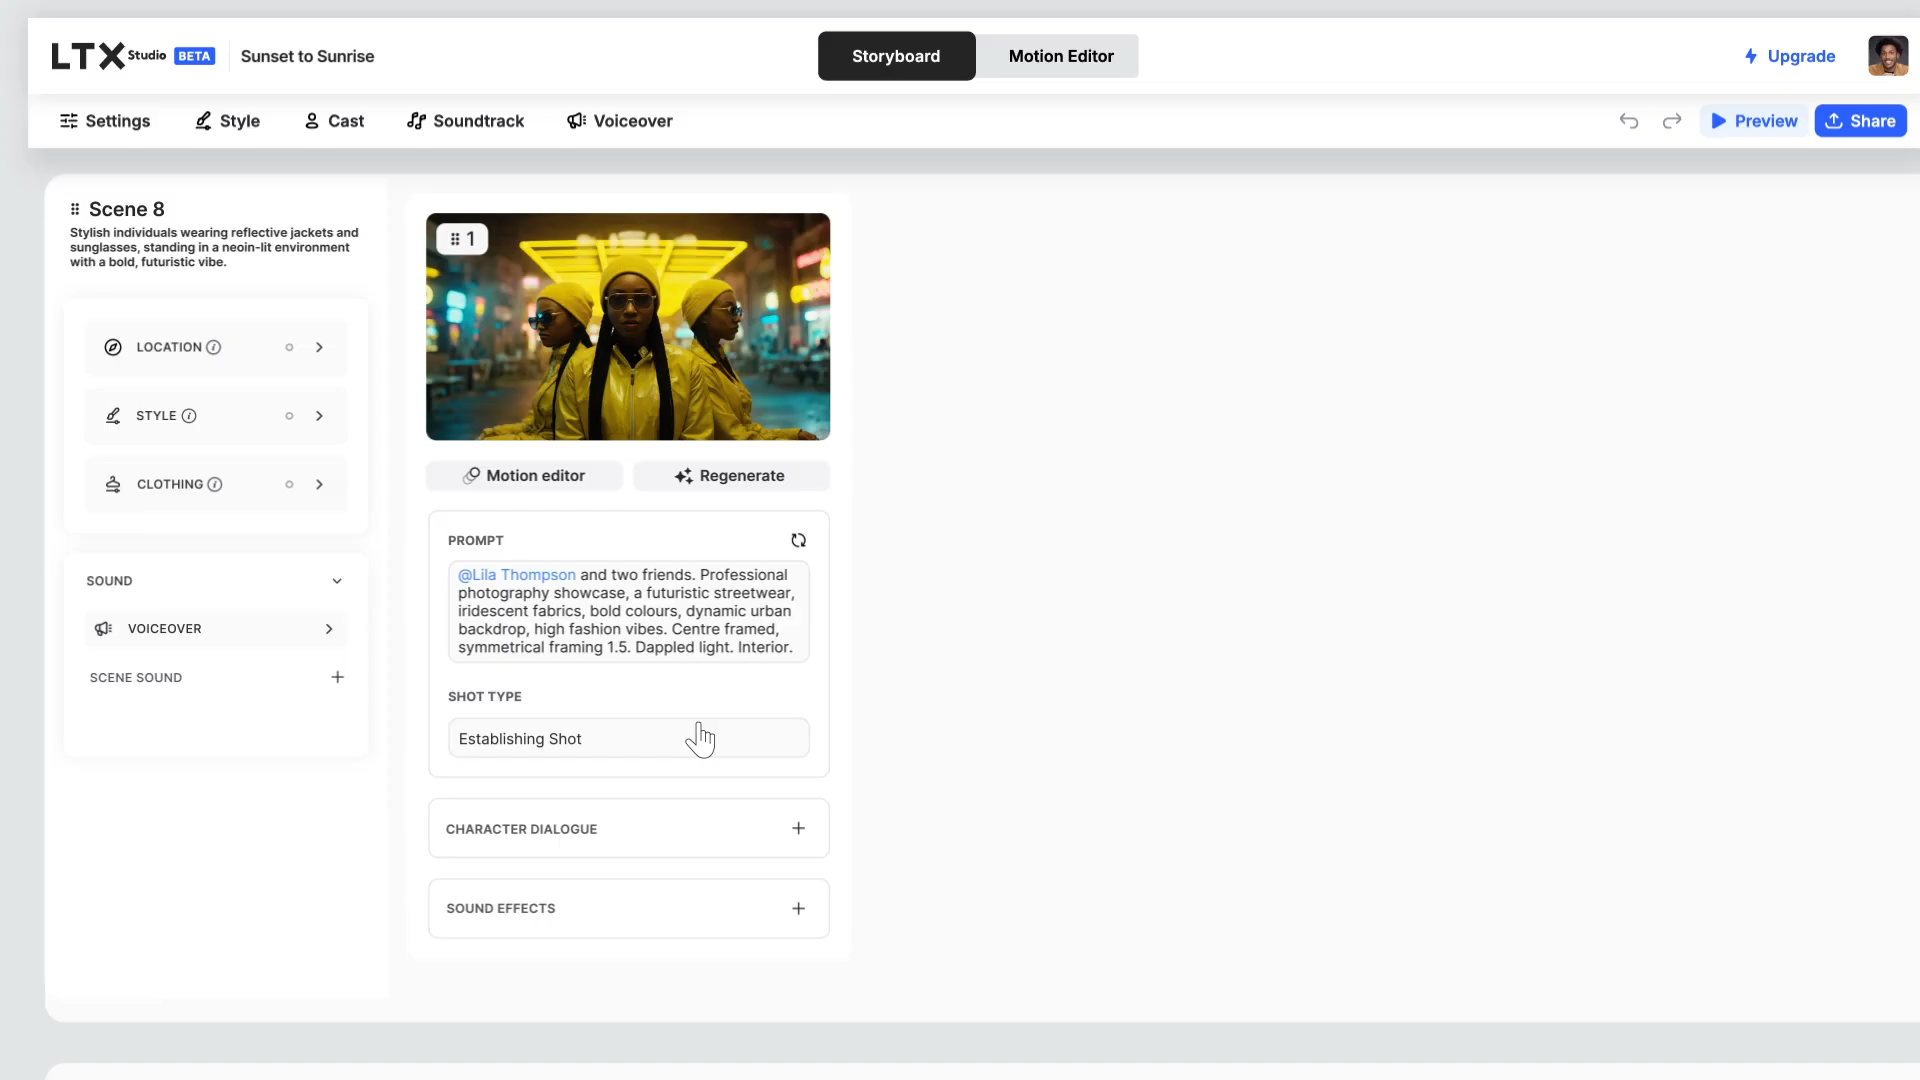 LTX Studio BETA Sunset to Sunrise Storyboard Motion Editor Upgrade
Settings Style Cast Soundtrack Voiceover Preview Share
Scene 8
Stylish individuals wearing reflective jackets and
sunglasses, standing in a neoin-lit environment
with a bold, futuristic vibe.
LOCATION
STYLE
CLOTHING
SOUND
VOICEOVER
SCENE SOUND
1
Motion editor Regenerate
PROMPT
@Lila Thompson and two friends. Professional
photography showcase, a futuristic streetwear,
iridescent fabrics, bold colours, dynamic urban
backdrop, high fashion vibes. Centre framed,
symmetrical framing 1.5. Dappled light. Interior.
SHOT TYPE
Establishing Shot
CHARACTER DIALOGUE
SOUND EFFECTS